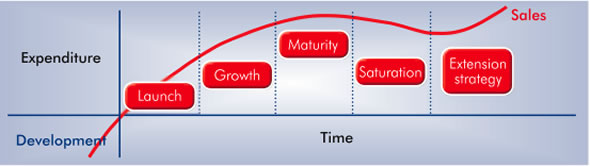 Sales
Expenditure
Launch
Growth
Maturity
Saturation
Extension
strategy
Development
Time